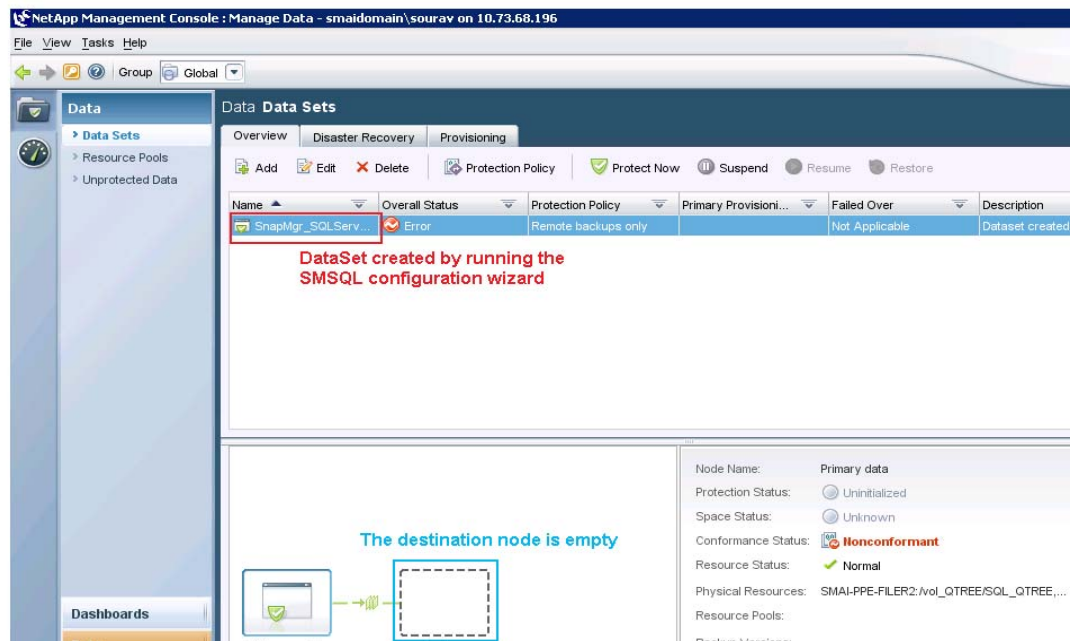 NetApp Management Console : Manage Data - smaidomain\sourav on 10.73.68.196
File View Tasks Help
Group Global
Data
Data Sets
Resource Pools
Unprotected Data
Data Data Sets
Overview Disaster Recovery Provisioning
Add Edit Delete Protection Policy Protect Now Suspend Resume Restore
Name Overall Status Protection Policy Primary Provisioni... Failed Over Description
SnapMgr_SQLServ... Error Remote backups only Not Applicable Dataset created
DataSet created by running the
SMSQL configuration wizard
The destination node is empty
Node Name: Primary data
Protection Status: Uninitialized
Space Status: Unknown
Conformance Status: Nonconformant
Resource Status: Normal
Physical Resources: SMAI-PPE-FILER2:/vol_QTREE/SQL_QTREE,...
Resource Pools:
Dashboards